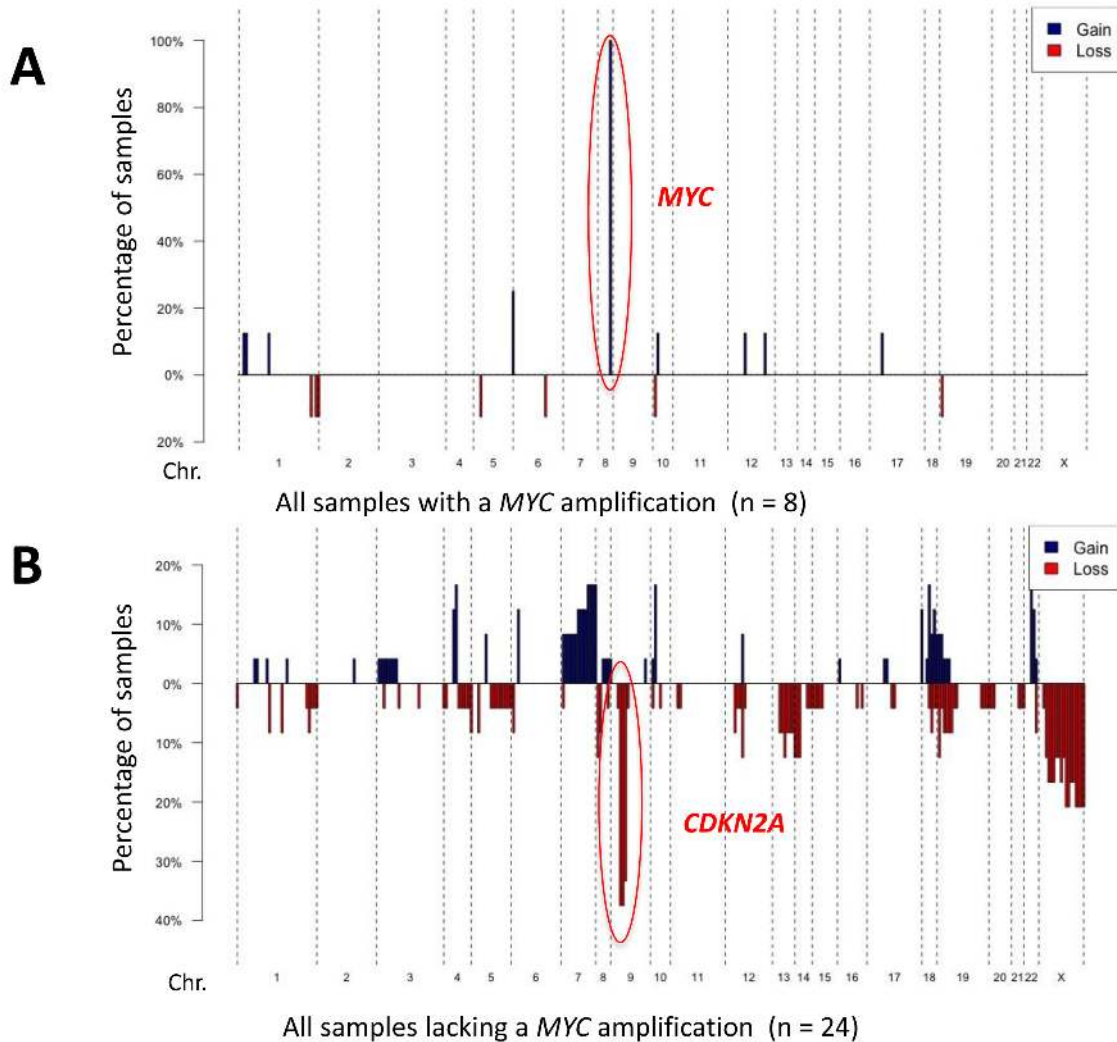 A
Percentage of samples
100%
80%
60%
40%
20%
0%
20%
Gain
Loss
MYC
Chr.
1 2 3 4 5 6 7 8 9 10 11 12 13 14 15 16 17 18 19 20 21 22 X
All samples with a MYC amplification (n = 8)
B
Percentage of samples
20%
10%
0%
10%
20%
30%
40%
Gain
Loss
CDKN2A
Chr.
1 2 3 4 5 6 7 8 9 10 11 12 13 14 15 16 17 18 19 20 21 22 X
All samples lacking a MYC amplification (n = 24)